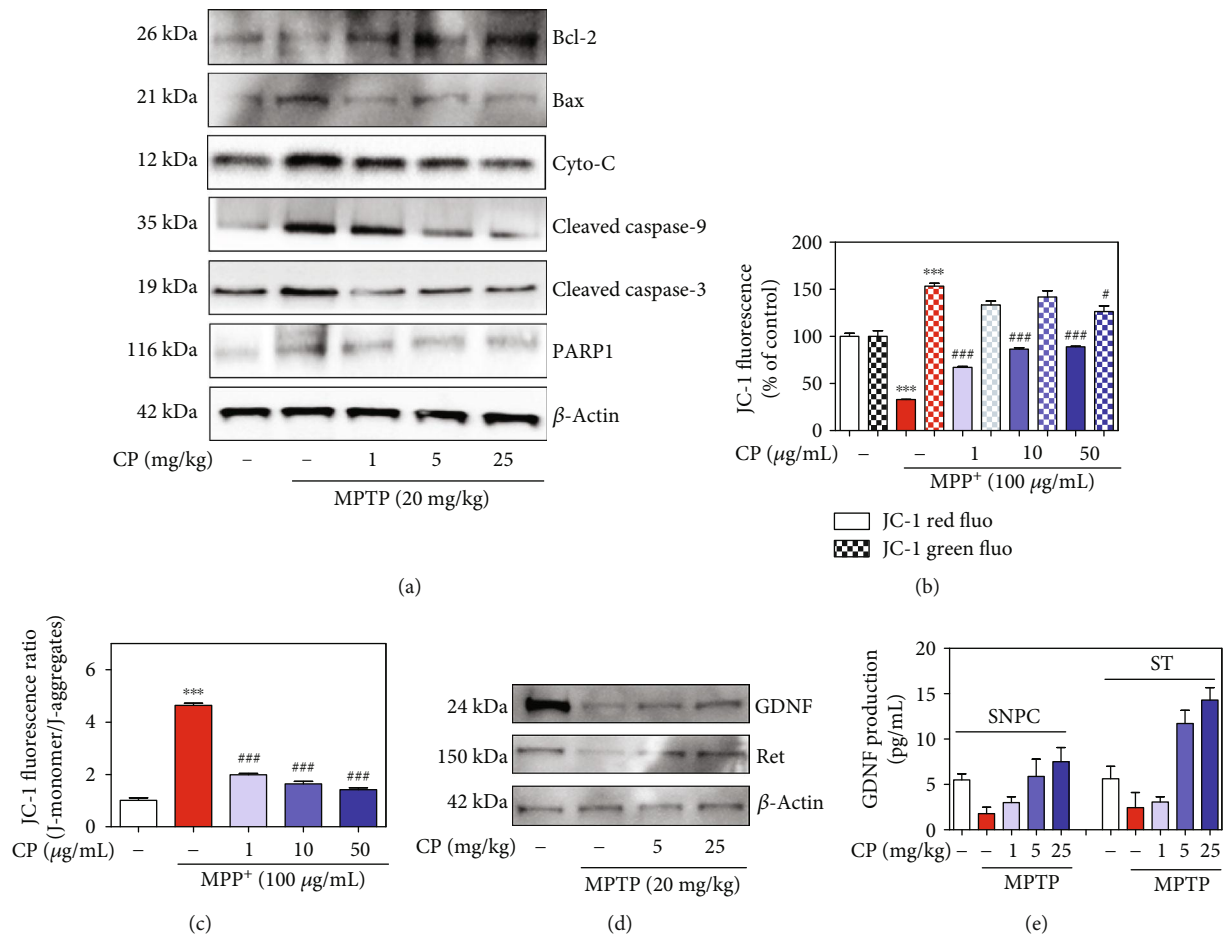 26 kDa Bcl-2
21 kDa Bax
12 kDa Cyto-C
35 kDa Cleaved caspase-9
19 kDa Cleaved caspase-3
116 kDa PARP1
42 kDa β-Actin
CP (mg/kg) – – 1 5 25
MPTP (20 mg/kg)
(a)
JC-1 fluorescence
(% of control)
200
150
100
50
0
*** *** ### ### ### #
CP (μg/mL) – – 1 10 50
MPP+ (100 μg/mL)
JC-1 red fluo
JC-1 green fluo
(b)
JC-1 fluorescence ratio
(J-monomer/J-aggregates)
6
4
2
0
*** ### ### ###
CP (μg/mL) – – 1 10 50
MPP+ (100 μg/mL)
(c)
24 kDa GDNF
150 kDa Ret
42 kDa β-Actin
CP (mg/kg) – – 5 25
MPTP (20 mg/kg)
(d)
GDNF production
(pg/mL)
20
15
10
5
0
SNPC ST
CP (mg/kg) – – 1 5 25 – – 1 5 25
MPTP MPTP
(e)